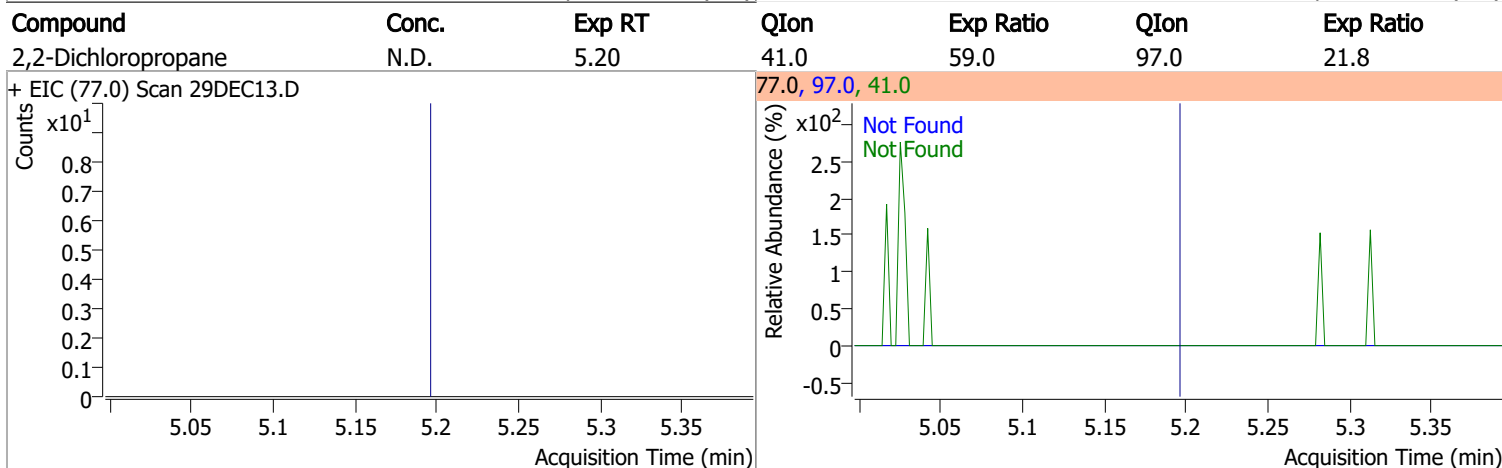 Compound Conc. Exp RT QIon Exp Ratio QIon Exp Ratio
2,2-Dichloropropane N.D. 5.20 41.0 59.0 97.0 21.8
+ EIC (77.0) Scan 29DEC13.D
Counts
x10¹
0.8
0.7
0.6
0.5
0.4
0.3
0.2
0.1
0
5.05 5.1 5.15 5.2 5.25 5.3 5.35
Acquisition Time (min)
77.0, 97.0, 41.0
Relative Abundance (%)
x10²
Not Found
Not Found
2.5
2
1.5
1
0.5
0
-0.5
5.05 5.1 5.15 5.2 5.25 5.3 5.35
Acquisition Time (min)